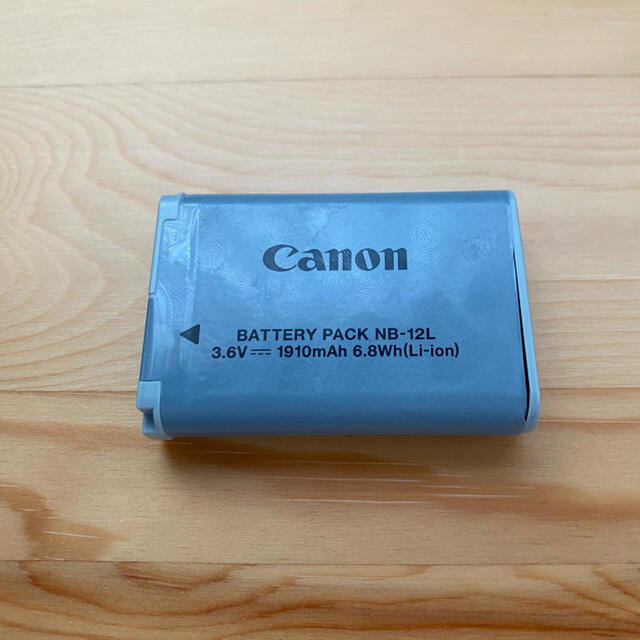 Canon
BATTERY PACK NB-12L
3.6V⎓ 1910mAh 6.8Wh(Li-ion)